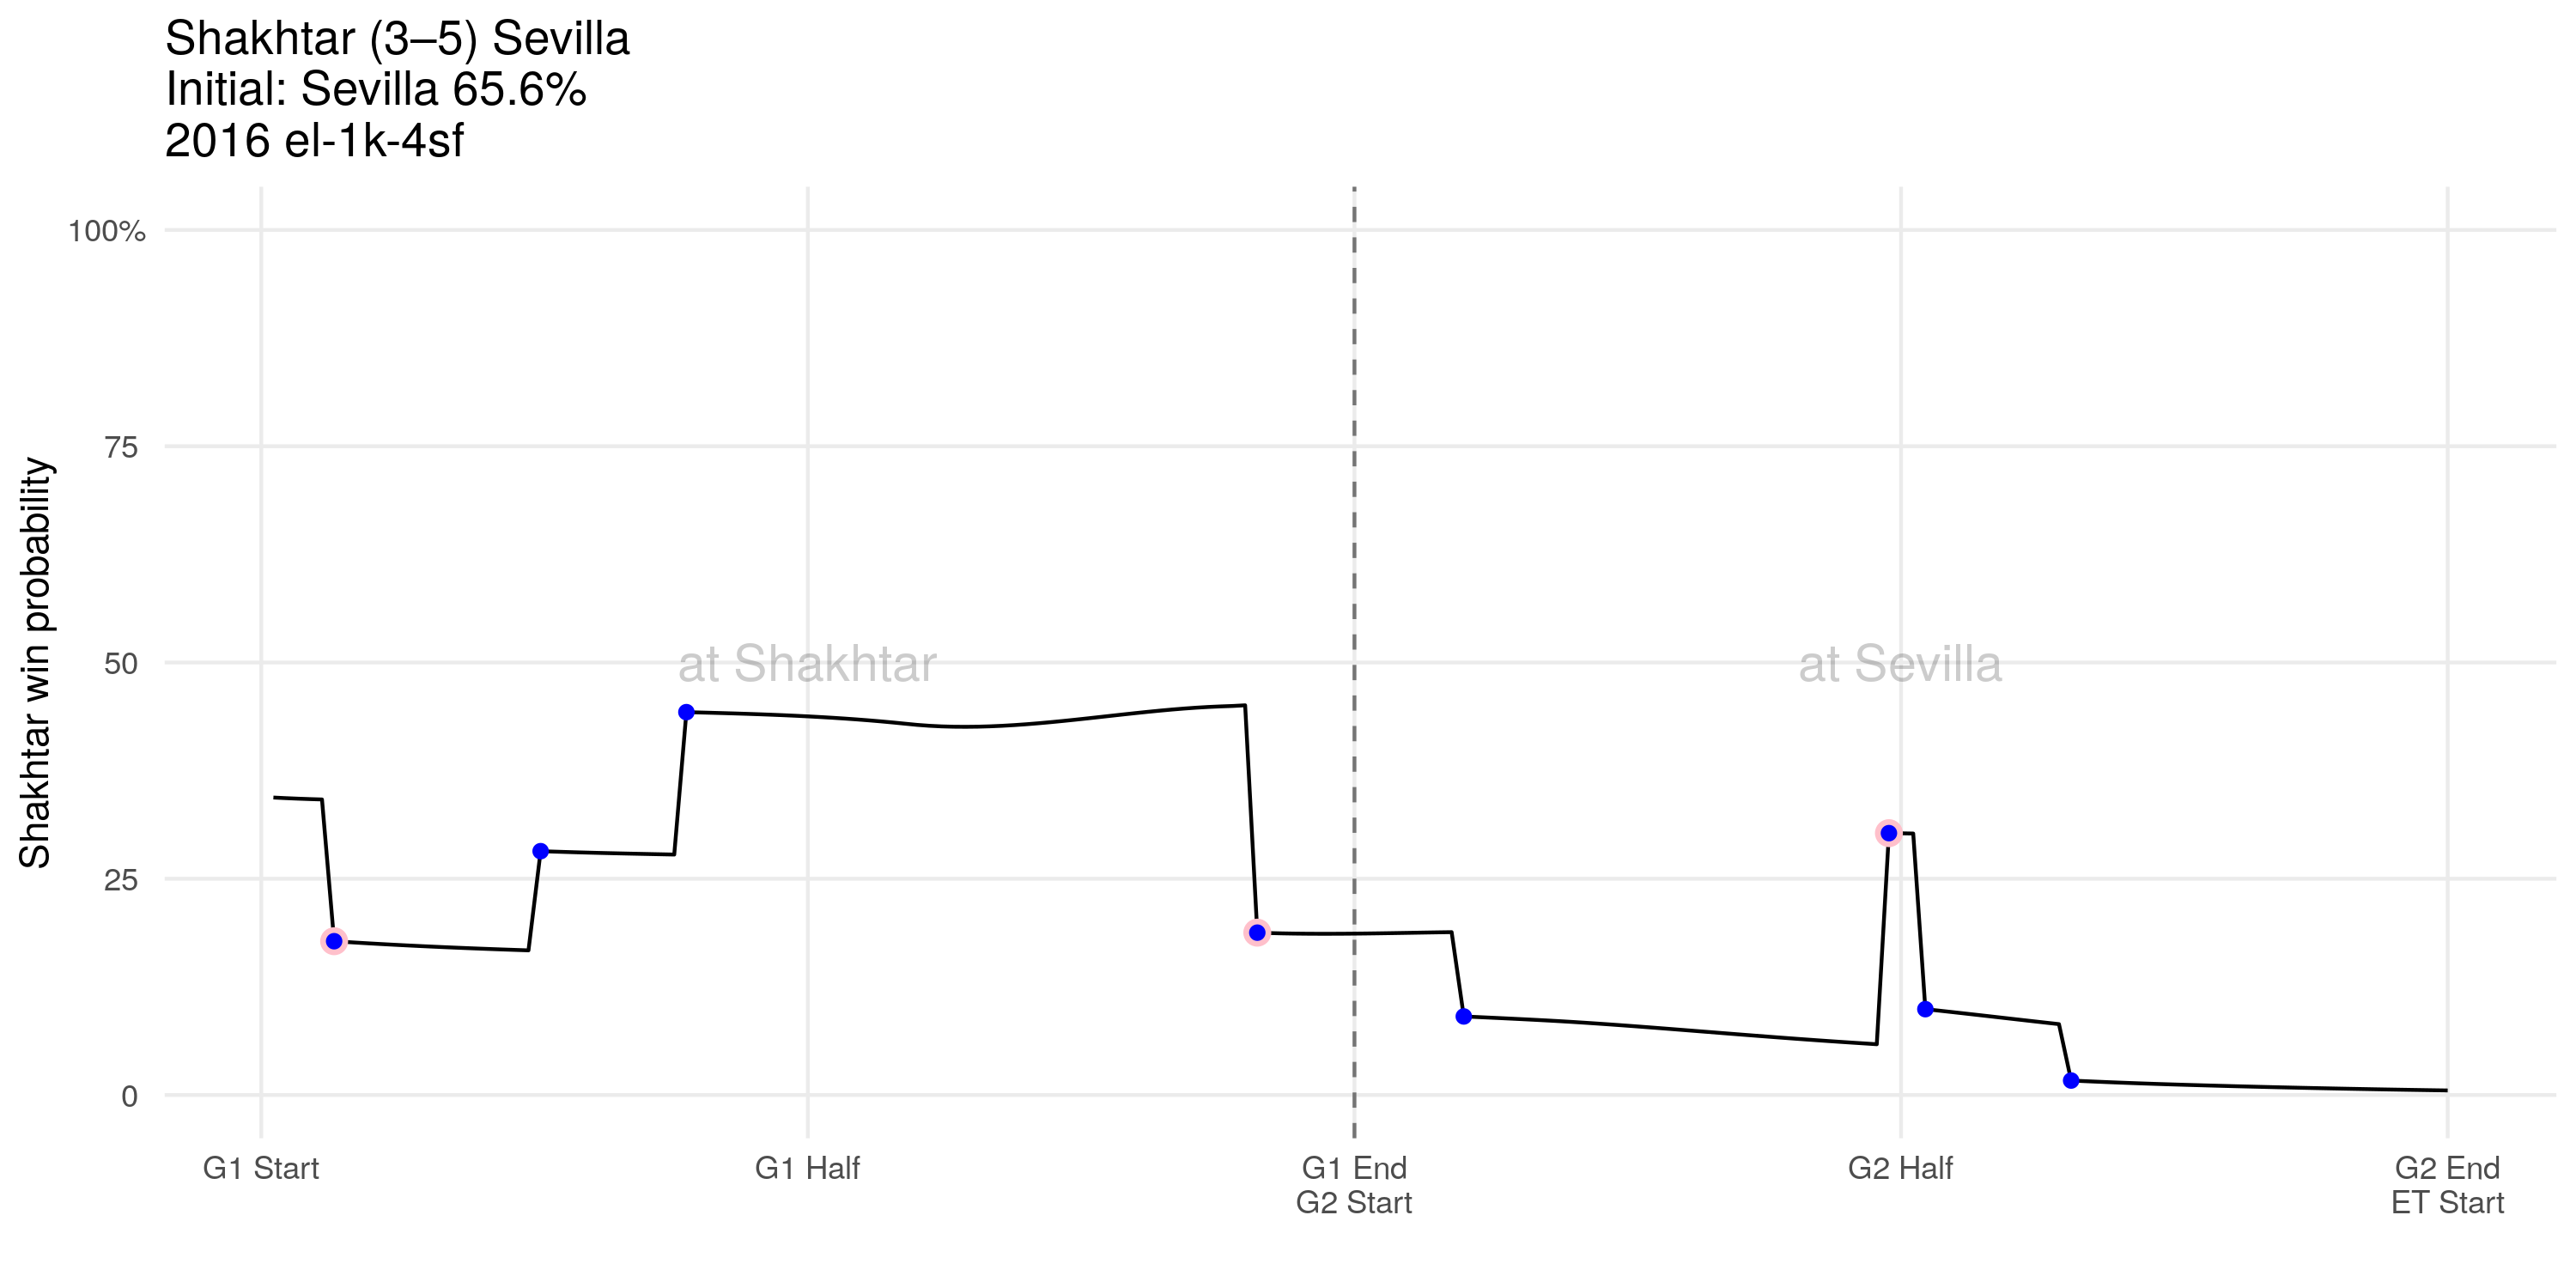 Shakhtar (3–5) Sevilla
Initial: Sevilla 65.6%
2016 el-1k-4sf
Shakhtar win probability
100%
75
50
25
0
at Shakhtar
at Sevilla
G1 Start
G1 Half
G1 End
G2 Start
G2 Half
G2 End
ET Start